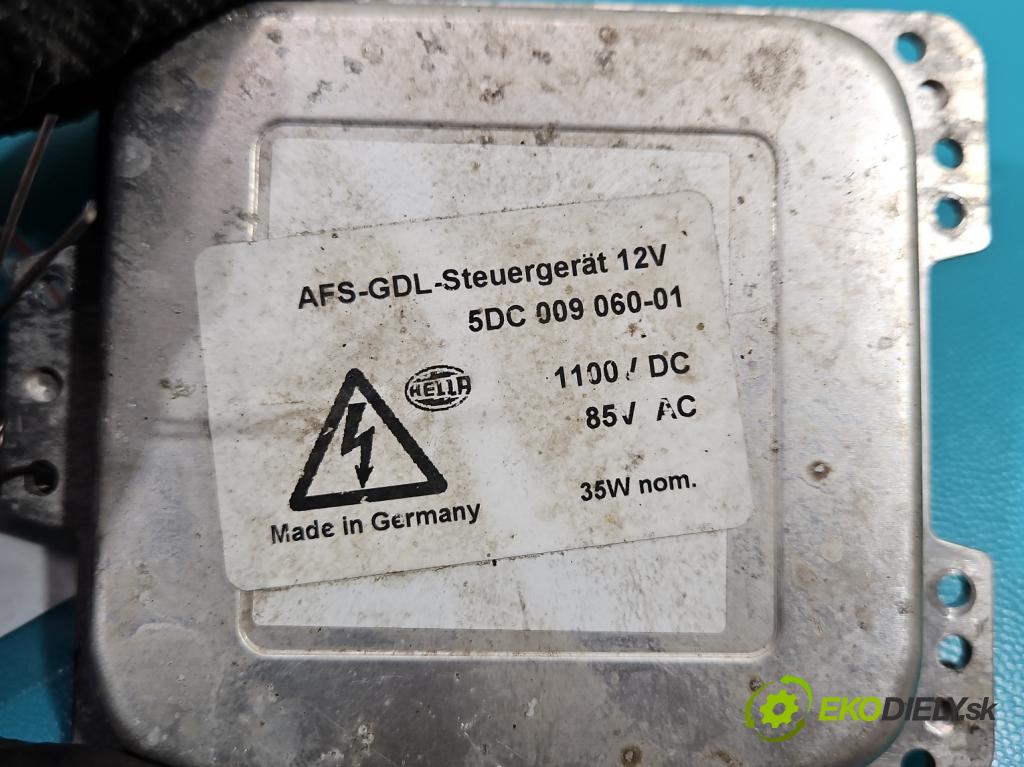 AFS-GDL-Steuergerät 12V
5DC 009 060-01
HELLA
1100 / DC
85V AC
35W nom.
Made in Germany
EKODIELY.sk